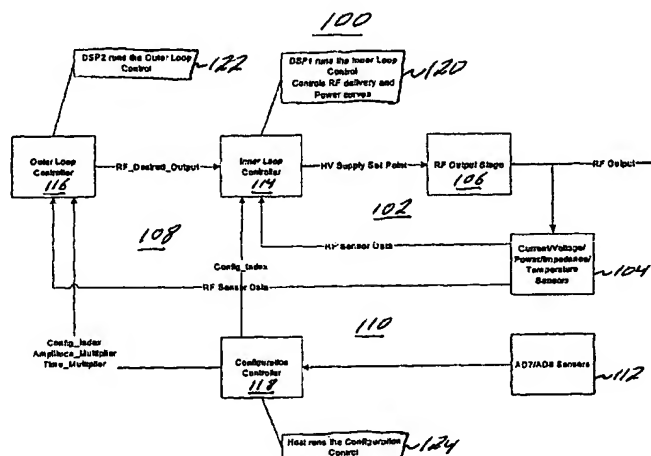 100
DSP2 runs the Outer Loop
Control
122
DSP1 runs the Inner Loop
Control
Controls RF delivery and
Power curves
120
Outer Loop
Controller
116
RF_Desired_Output
Inner Loop
Controller
114
HV Supply Set Point
RF Output Stage
106
RF Output
108
102
RF Sensor Data
Config_Index
RF Sensor Data
Current/Voltage/
Power/Impedance/
Temperature
Sensors
104
Config_Index
Amplitude_Multiplier
Time_Multiplier
110
Configuration
Controller
118
AD7/AD8 Sensors
112
Host runs the Configuration
Control
124